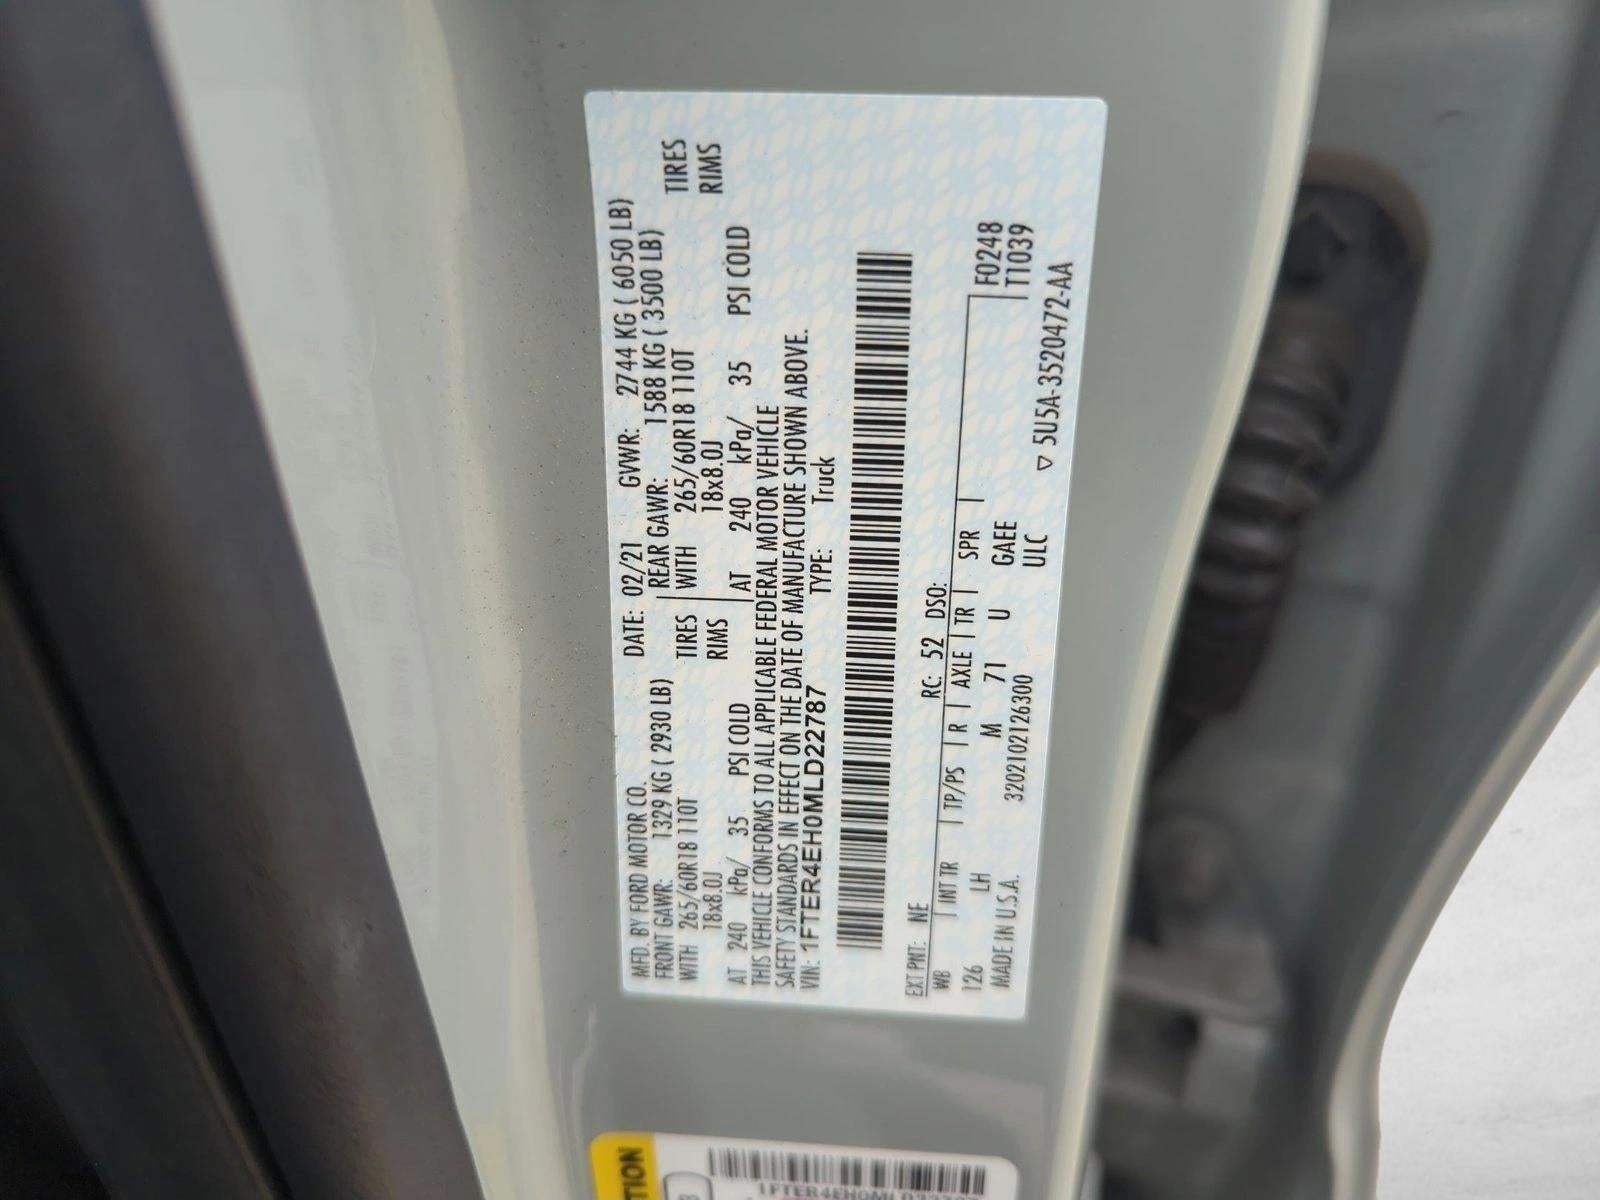 MFD. BY FORD MOTOR CO. DATE: 02/21 GVWR: 2744 KG ( 6050 LB)
FRONT GAWR: 1329 KG ( 2930 LB) REAR GAWR: 1588 KG ( 3500 LB)
WITH 265/60R18 110T TIRES WITH 265/60R18 110T TIRES
18x8.0J RIMS 18x8.0J RIMS
AT 240 kPa/ 35 PSI COLD AT 240 kPa/ 35 PSI COLD
THIS VEHICLE CONFORMS TO ALL APPLICABLE FEDERAL MOTOR VEHICLE
SAFETY STANDARDS IN EFFECT ON THE DATE OF MANUFACTURE SHOWN ABOVE.
VIN: 1FTER4EH0MLD22787 TYPE: Truck
EXT PNT: NE RC: 52 DSO:
WB | INT TR | TP/PS | R | AXLE | TR | SPR | F0248
126 LH M 71 U GAEE T1039
MADE IN U.S.A. 3202102126300 ULC
▽ 5U5A-3520472-AA